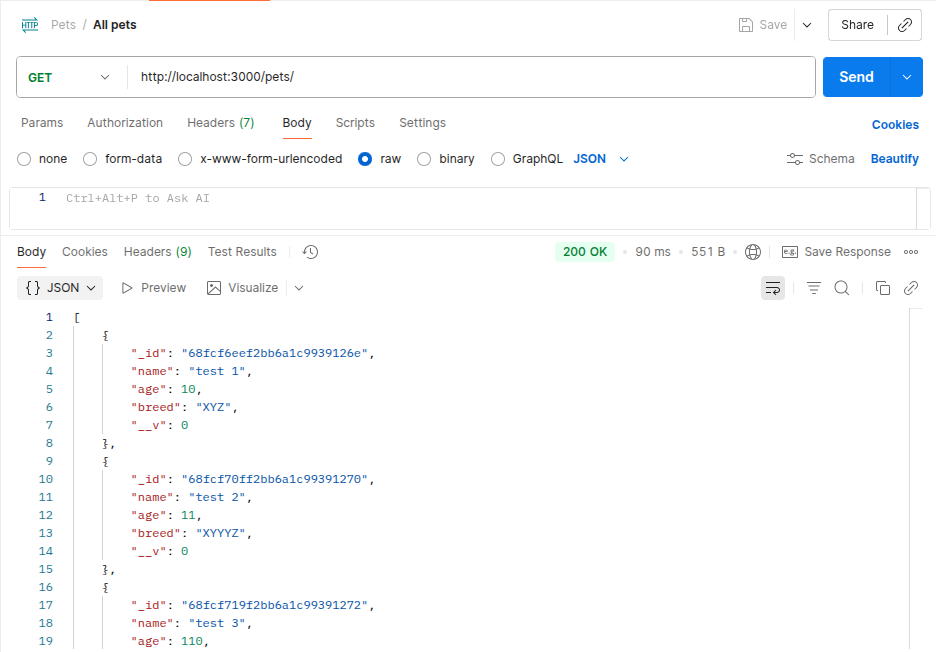 HTTP Pets / All pets Save Share
GET http://localhost:3000/pets/ Send
Params Authorization Headers (7) Body Scripts Settings Cookies
none form-data x-www-form-urlencoded raw binary GraphQL JSON Schema Beautify
1 Ctrl+Alt+P to Ask AI
Body Cookies Headers (9) Test Results 200 OK • 90 ms • 551 B • e.g. Save Response
{} JSON Preview Visualize
1 [
2 {
3 "_id": "68fcf6eef2bb6a1c9939126e",
4 "name": "test 1",
5 "age": 10,
6 "breed": "XYZ",
7 "__v": 0
8 },
9 {
10 "_id": "68fcf70ff2bb6a1c99391270",
11 "name": "test 2",
12 "age": 11,
13 "breed": "XYYYZ",
14 "__v": 0
15 },
16 {
17 "_id": "68fcf719f2bb6a1c99391272",
18 "name": "test 3",
19 "age": 110,